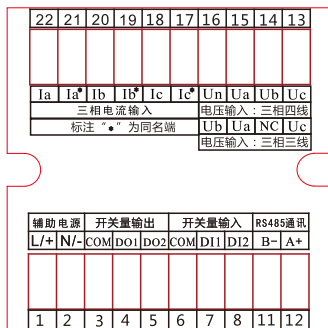 22 21 20 19 18 17 16 15 14 13
Ia Ia* Ib Ib* Ic Ic* Un Ua Ub Uc
三相电流输入 电压输入：三相四线
标注“*”为同名端 Ub Ua NC Uc
电压输入：三相三线
辅助电源 开关量输出 开关量输入 RS485通讯
L/+ N/- COM DO1 DO2 COM DI1 DI2 B- A+
1 2 3 4 5 6 7 8 11 12